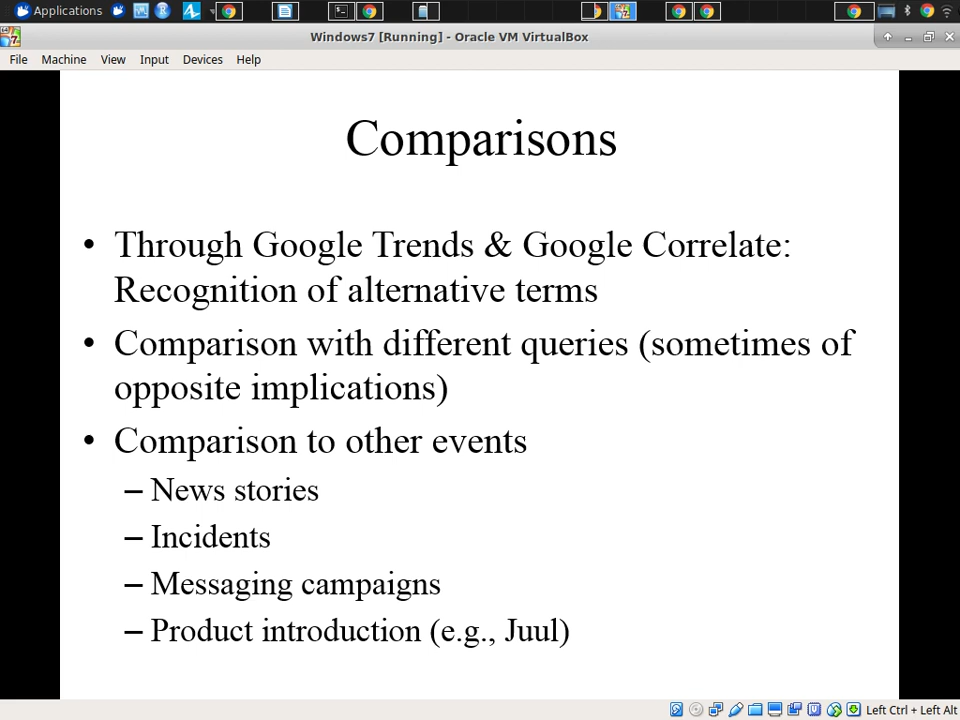 Applications
Windows7 [Running] - Oracle VM VirtualBox
File Machine View Input Devices Help
Comparisons
• Through Google Trends & Google Correlate:
Recognition of alternative terms
• Comparison with different queries (sometimes of
opposite implications)
• Comparison to other events
– News stories
– Incidents
– Messaging campaigns
– Product introduction (e.g., Juul)
Left Ctrl + Left Alt